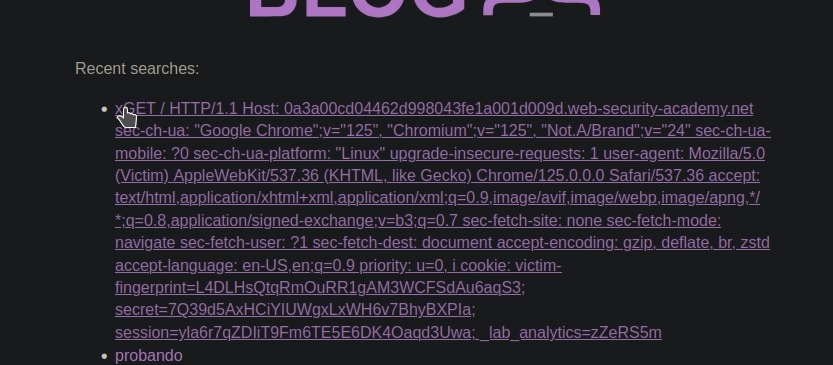 BLOG
Recent searches:
xGET / HTTP/1.1 Host: 0a3a00cd04462d998043fe1a001d009d.web-security-academy.net
sec-ch-ua: "Google Chrome";v="125", "Chromium";v="125", "Not.A/Brand";v="24" sec-ch-ua-
mobile: ?0 sec-ch-ua-platform: "Linux" upgrade-insecure-requests: 1 user-agent: Mozilla/5.0
(Victim) AppleWebKit/537.36 (KHTML, like Gecko) Chrome/125.0.0.0 Safari/537.36 accept:
text/html,application/xhtml+xml,application/xml;q=0.9,image/avif,image/webp,image/apng,*/
*;q=0.8,application/signed-exchange;v=b3;q=0.7 sec-fetch-site: none sec-fetch-mode:
navigate sec-fetch-user: ?1 sec-fetch-dest: document accept-encoding: gzip, deflate, br, zstd
accept-language: en-US,en;q=0.9 priority: u=0, i cookie: victim-
fingerprint=L4DLHsQtqRmOuRR1gAM3WCFSdAu6aqS3;
secret=7Q39d5AxHCiYIUWgxLxWH6v7BhyBXPIa;
session=yla6r7qZDIiT9Fm6TE5E6DK4Oaqd3Uwa; _lab_analytics=zZeRS5m
probando